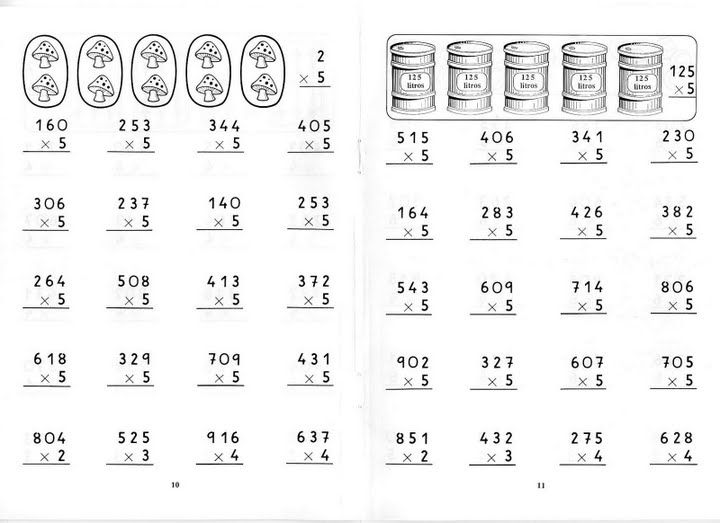 2
× 5
160 253 344 405
× 5 × 5 × 5 × 5
306 237 140 253
× 5 × 5 × 5 × 5
264 508 413 372
× 5 × 5 × 5 × 5
618 329 709 431
× 5 × 5 × 5 × 5
804 525 916 637
× 2 × 3 × 4 × 4
10
125 litros 125 litros 125 litros 125 litros 125 litros
125
× 5
515 406 341 230
× 5 × 5 × 5 × 5
164 283 426 382
× 5 × 5 × 5 × 5
543 609 714 806
× 5 × 5 × 5 × 5
902 327 607 705
× 5 × 5 × 5 × 5
851 432 275 628
× 2 × 3 × 4 × 4
11